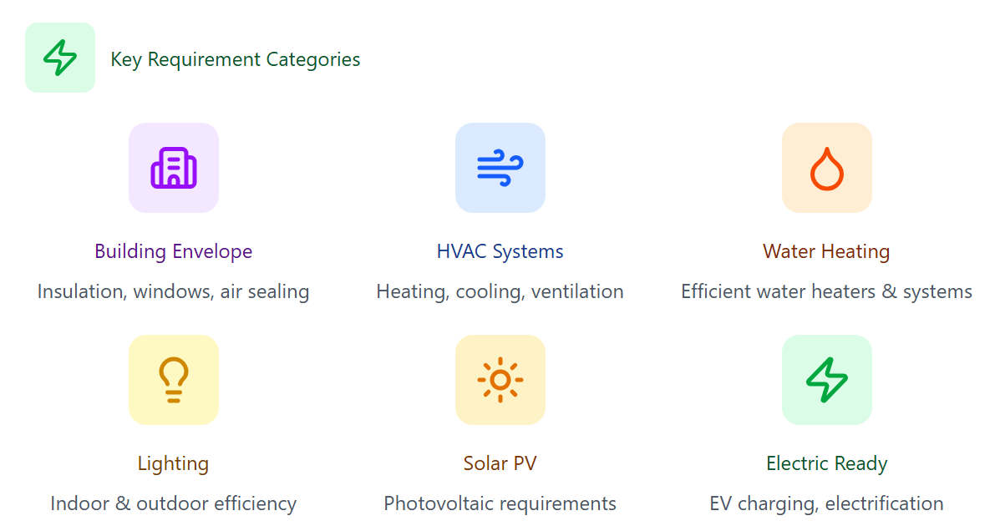 Key Requirement Categories
Building Envelope
Insulation, windows, air sealing
HVAC Systems
Heating, cooling, ventilation
Water Heating
Efficient water heaters & systems
Lighting
Indoor & outdoor efficiency
Solar PV
Photovoltaic requirements
Electric Ready
EV charging, electrification